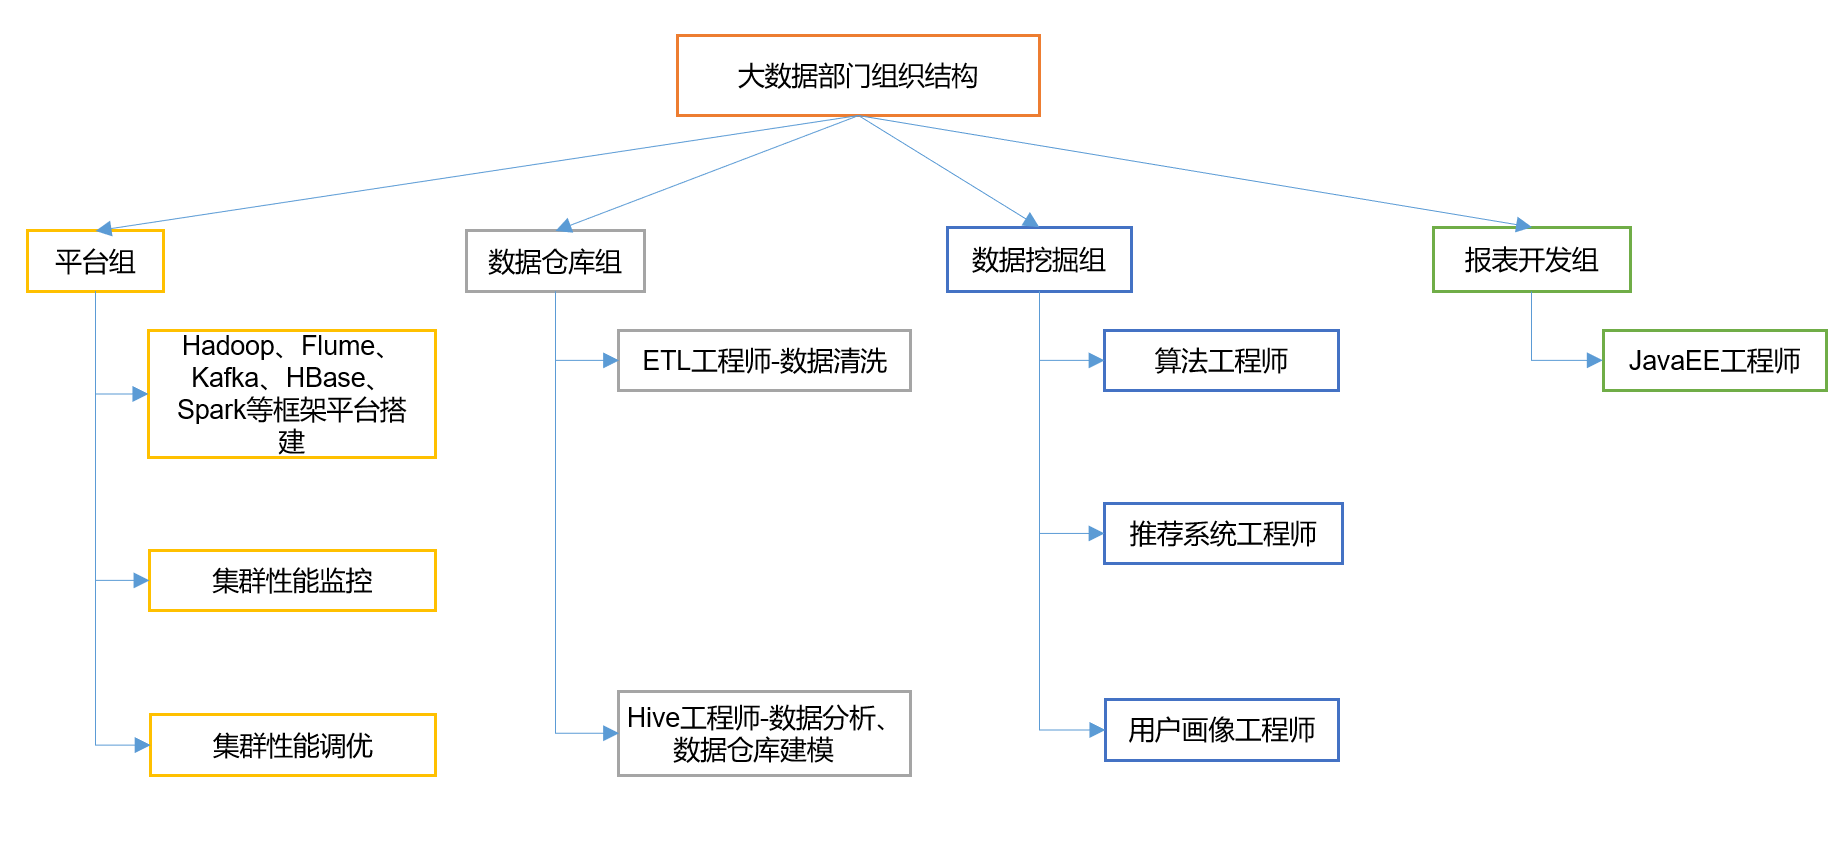 大数据部门组织结构
平台组
数据仓库组
数据挖掘组
报表开发组
Hadoop、Flume、
Kafka、HBase、
Spark等框架平台搭
建
集群性能监控
集群性能调优
ETL工程师-数据清洗
Hive工程师-数据分析、
数据仓库建模
算法工程师
推荐系统工程师
用户画像工程师
JavaEE工程师